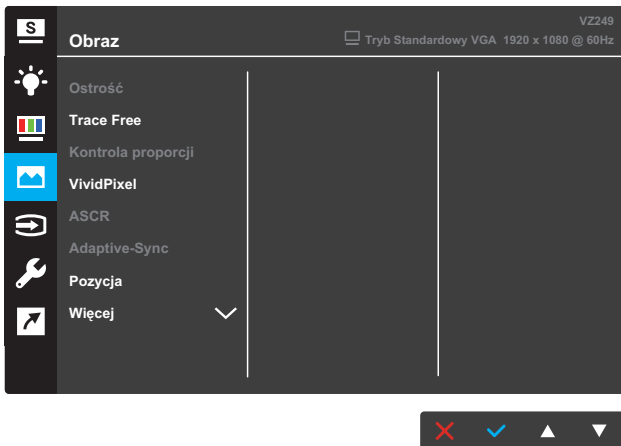 S
VZ249
Obraz
Tryb Standardowy VGA 1920 x 1080 @ 60Hz
Ostrość
Trace Free
Kontrola proporcji
VividPixel
ASCR
Adaptive-Sync
Pozycja
Więcej